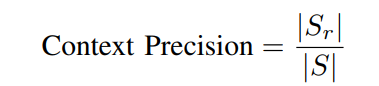 Context Precision = |S_r| / |S|